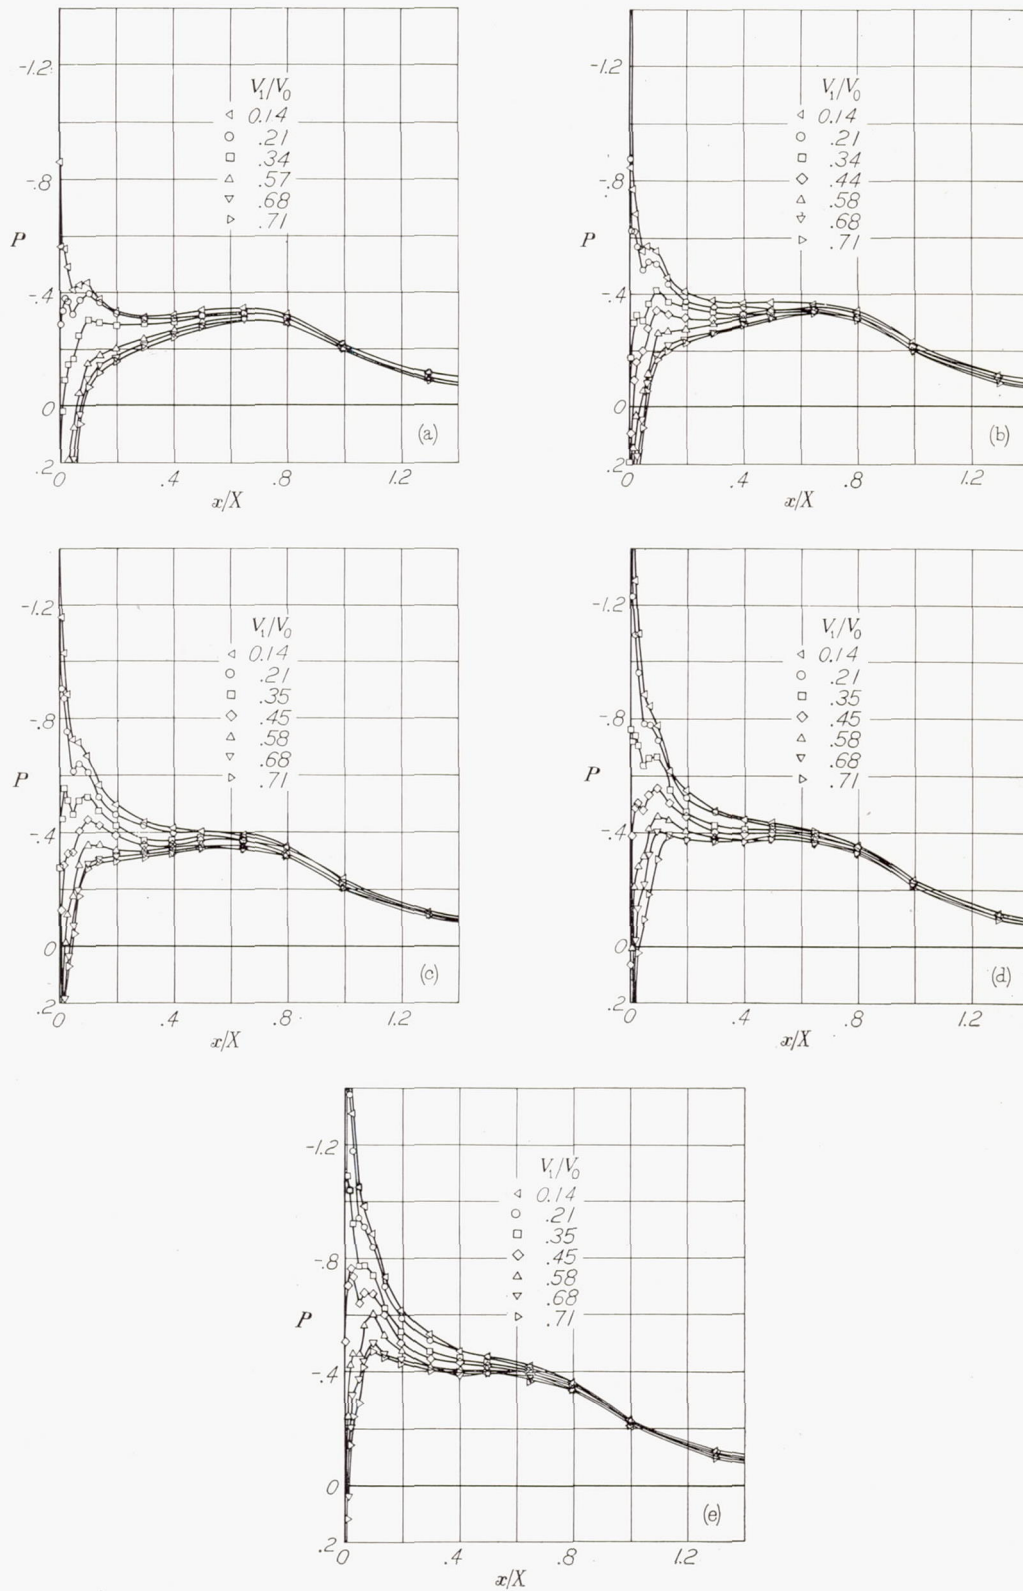 -1.2
V₁/V₀
0.14
.21
.34
.57
.68
.71
-.8
P
-.4
0
(a)
.2
0 .4 .8 1.2
x/X
-1.2
V₁/V₀
0.14
.21
.34
.44
.58
.68
.71
-.8
P
-.4
0
(b)
.2
0 .4 .8 1.2
x/X
-1.2
V₁/V₀
0.14
.21
.35
.45
.58
.68
.71
-.8
P
-.4
0
(c)
.2
0 .4 .8 1.2
x/X
-1.2
V₁/V₀
0.14
.21
.35
.45
.58
.68
.71
-.8
P
-.4
0
(d)
.2
0 .4 .8 1.2
x/X
-1.2
V₁/V₀
0.14
.21
.35
.45
.58
.68
.71
-.8
P
-.4
0
(e)
.2
0 .4 .8 1.2
x/X